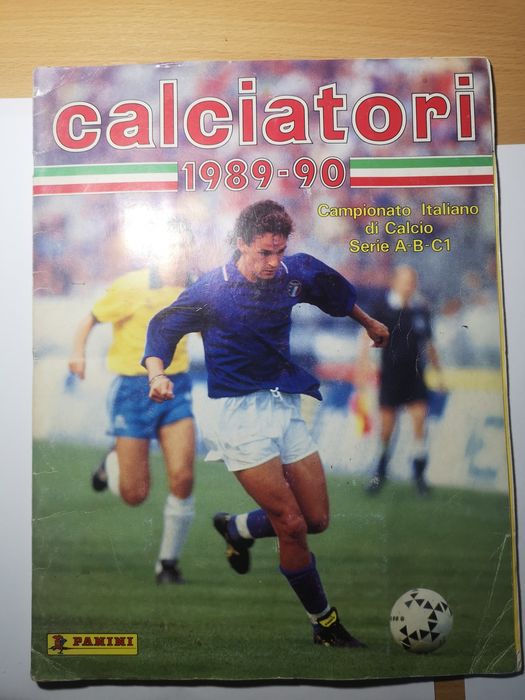 calciatori
1989-90
Campionato Italiano
di Calcio
Serie A-B-C1
PANINI